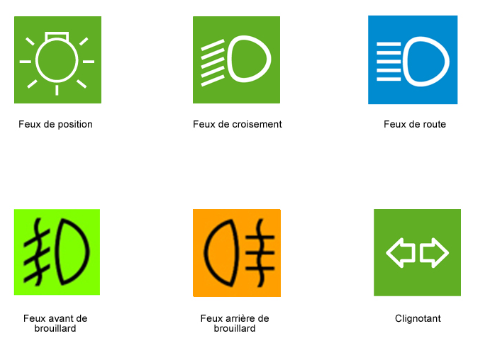 Feux de position
Feux de croisement
Feux de route
Feux avant de
brouillard
Feux arrière de
brouillard
Clignotant